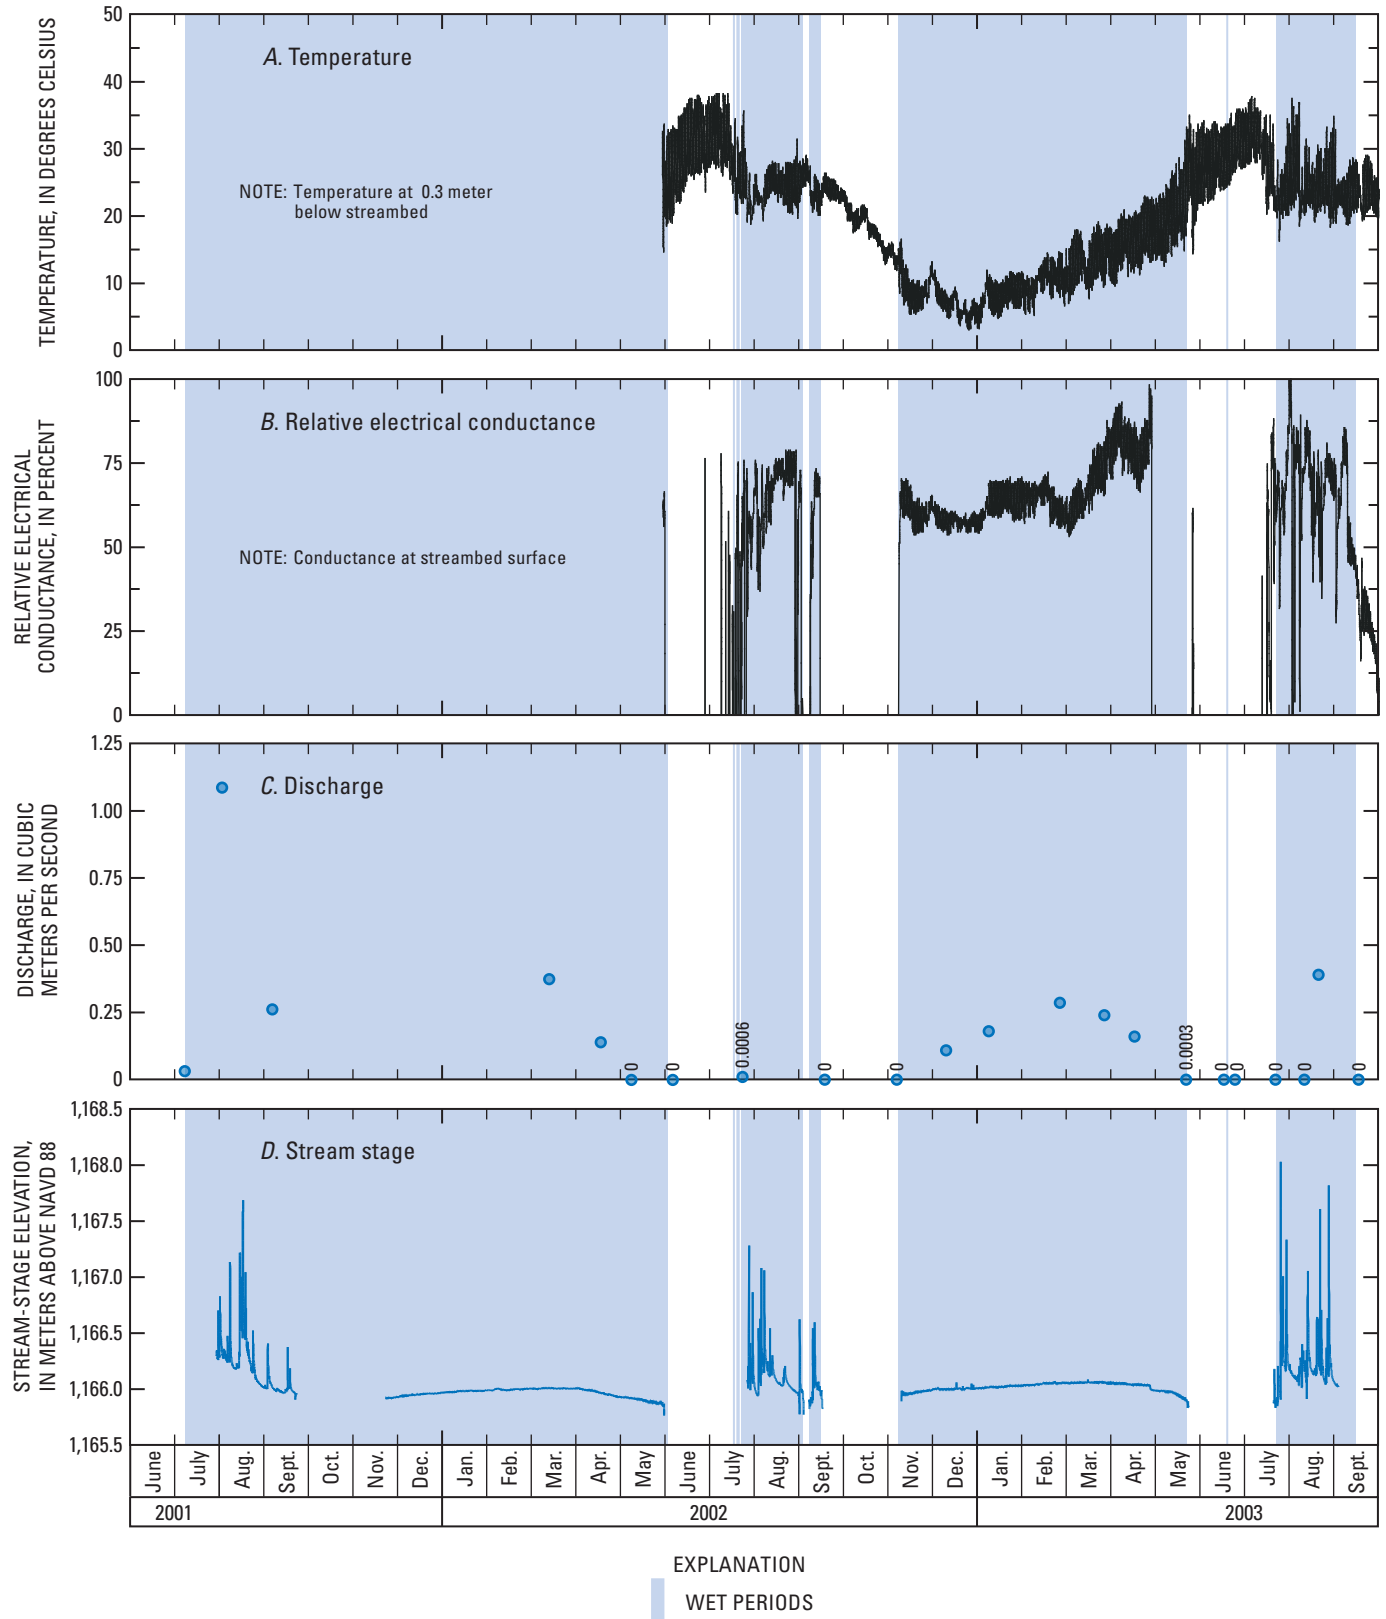 TEMPERATURE, IN DEGREES CELSIUS
50
40
30
20
10
0
A. Temperature
NOTE: Temperature at 0.3 meter
below streambed
RELATIVE ELECTRICAL
CONDUCTANCE, IN PERCENT
100
75
50
25
0
B. Relative electrical conductance
NOTE: Conductance at streambed surface
DISCHARGE, IN CUBIC
METERS PER SECOND
1.25
1.00
0.75
0.50
0.25
0
C. Discharge
0
0
0.0006
0
0
0.0003
0
0
0
0
0
STREAM-STAGE ELEVATION,
IN METERS ABOVE NAVD 88
1,168.5
1,168.0
1,167.5
1,167.0
1,166.5
1,166.0
1,165.5
D. Stream stage
June July Aug. Sept. Oct. Nov. Dec. Jan. Feb. Mar. Apr. May June July Aug. Sept. Oct. Nov. Dec. Jan. Feb. Mar. Apr. May June July Aug. Sept.
2001 2002 2003
EXPLANATION
WET PERIODS